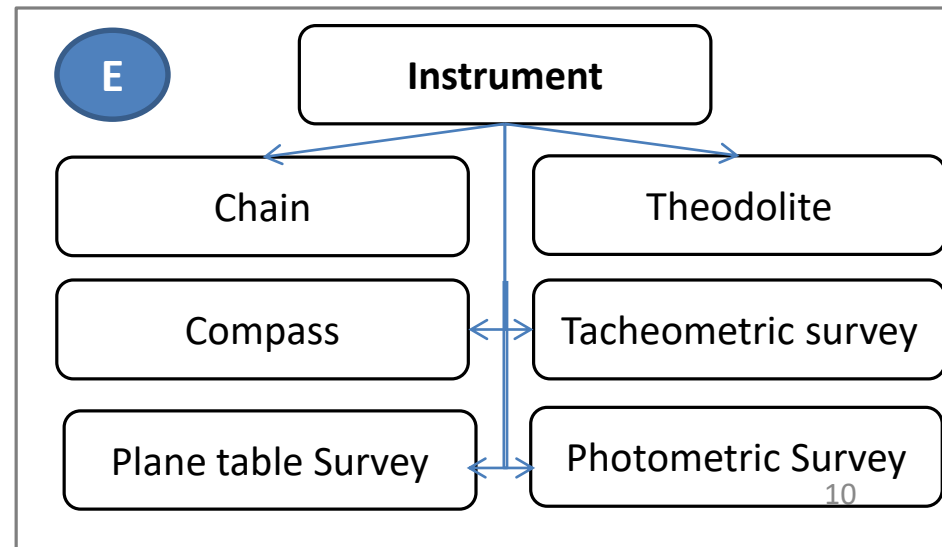 E
Instrument
Chain
Theodolite
Compass
Tacheometric survey
Plane table Survey
Photometric Survey
10